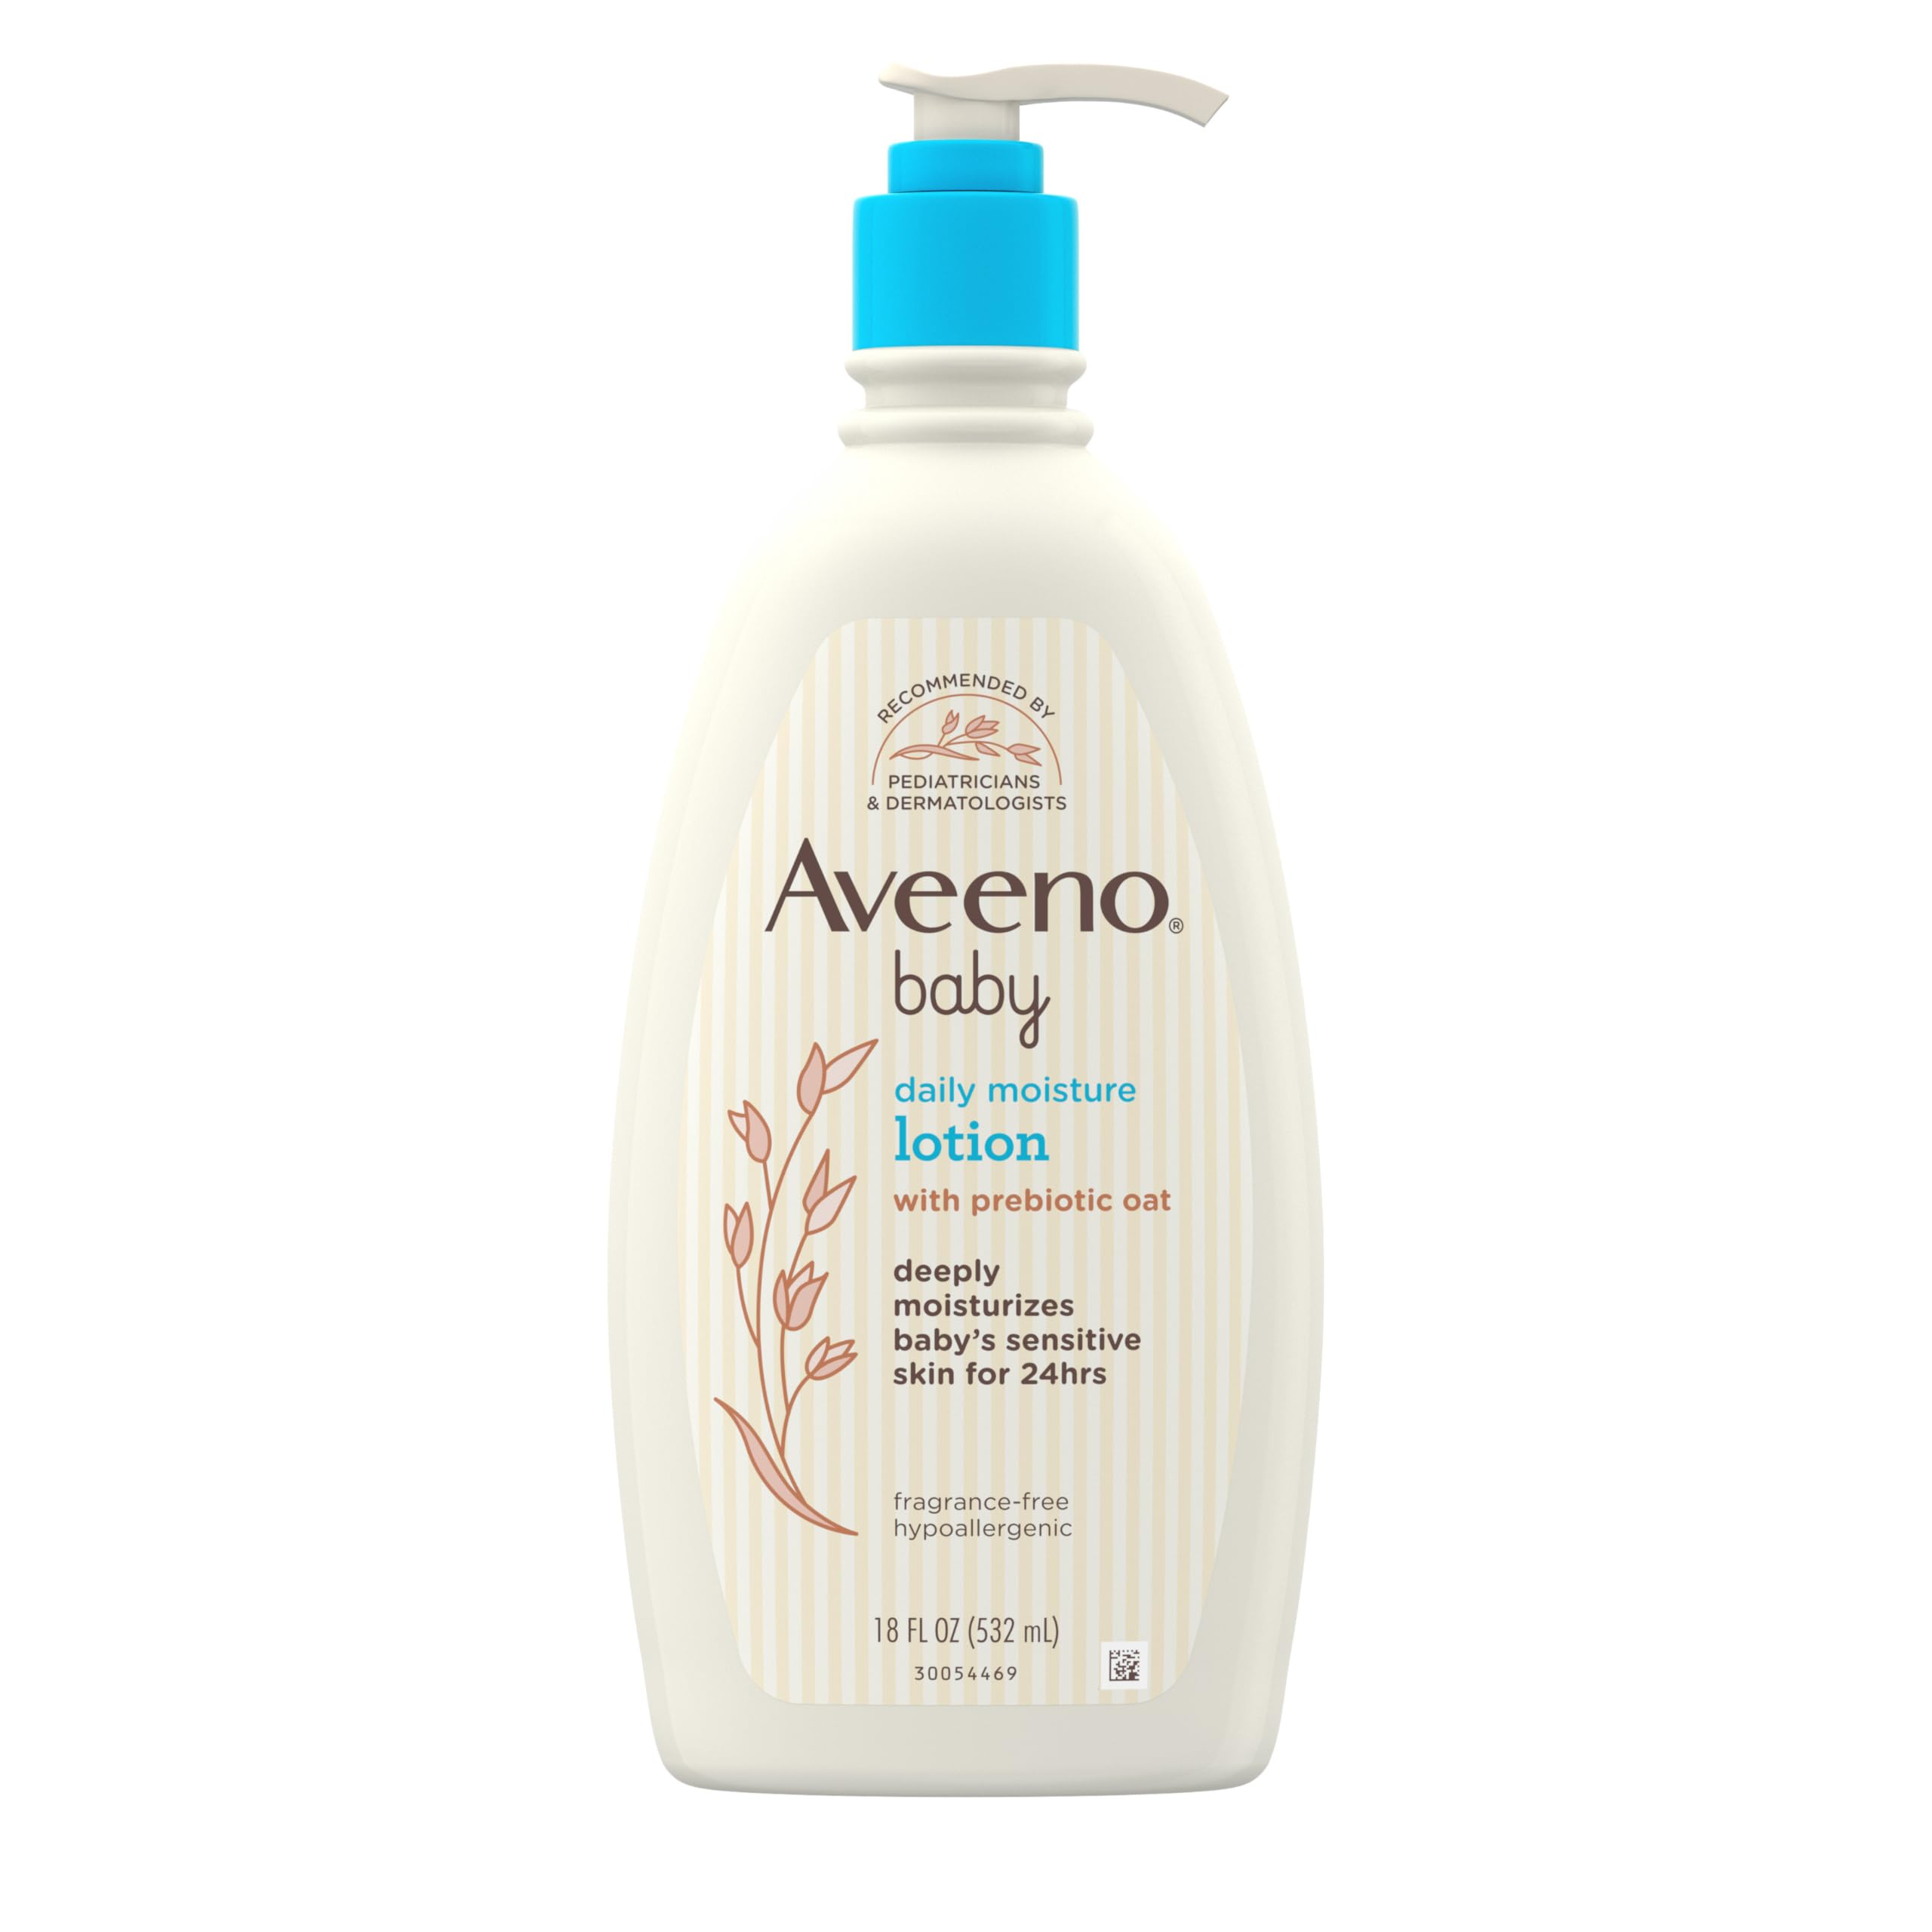 RECOMMENDED BY
PEDIATRICIANS
& DERMATOLOGISTS
Aveeno®
baby
daily moisture
lotion
with prebiotic oat
deeply
moisturizes
baby's sensitive
skin for 24hrs
fragrance-free
hypoallergenic
18 FL OZ (532 mL)
30054469